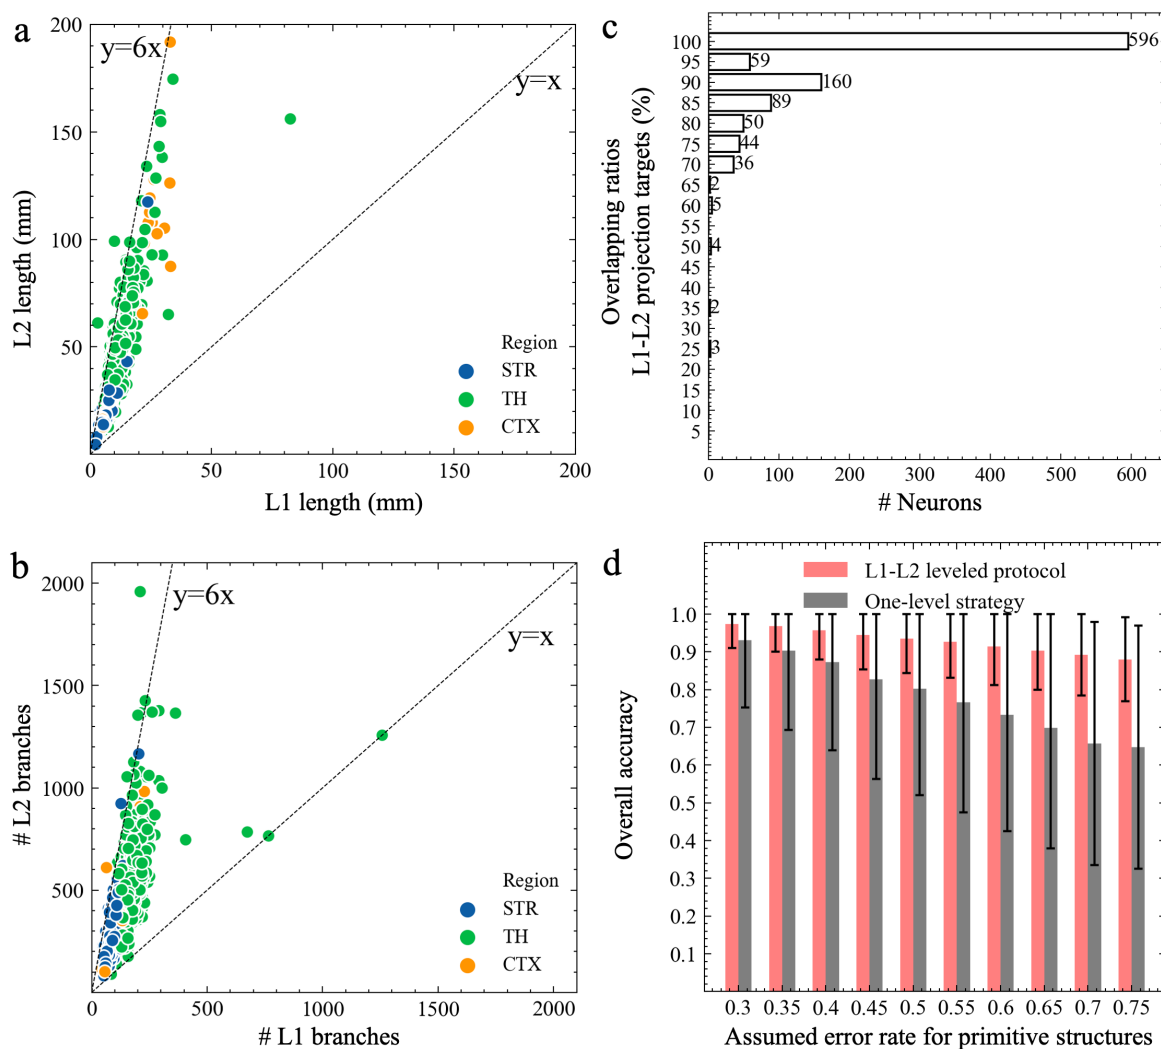 a
200
150
100
50
0
50
100
150
200
L2 length (mm)
L1 length (mm)
y=6x
y=x
Region
STR
TH
CTX
b
2000
1500
1000
500
0
500
1000
1500
2000
# L2 branches
# L1 branches
y=6x
y=x
Region
STR
TH
CTX
c
Overlapping ratios
L1-L2 projection targets (%)
100
95
90
85
80
75
70
65
60
50
45
40
35
30
25
20
15
10
5
596
59
160
89
50
44
36
2
5
4
2
3
0
100
200
300
400
500
600
# Neurons
d
L1-L2 leveled protocol
One-level strategy
Overall accuracy
1.0
0.9
0.8
0.7
0.6
0.5
0.4
0.3
0.2
0.1
0.3
0.35
0.4
0.45
0.5
0.55
0.6
0.65
0.7
0.75
Assumed error rate for primitive structures